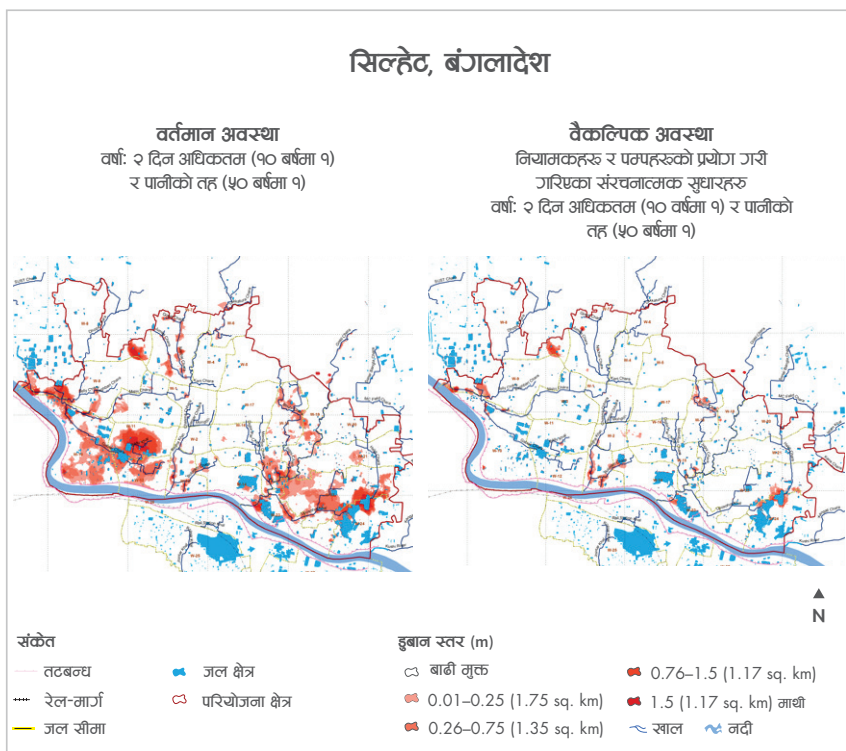 सिल्हेट, बंगलादेश
वर्तमान अवस्था
वर्षा: २ दिन अधिकतम (१० बर्षमा १)
र पानीको तह (५० बर्षमा १)
वैकल्पिक अवस्था
नियामकहरु र पम्पहरुको प्रयोग गरी
गरिएका संरचनात्मक सुधारहरु
वर्षा: २ दिन अधिकतम (१० वर्षमा १) र पानीको
तह (५० बर्षमा १)
N
संकेत
तटबन्ध
जल क्षेत्र
रेल-मार्ग
परियोजना क्षेत्र
जल सीमा
डुबान स्तर (m)
बाढी मुक्त
0.76–1.5 (1.17 sq. km)
0.01–0.25 (1.75 sq. km)
1.5 (1.17 sq. km) माथी
0.26–0.75 (1.35 sq. km)
खाल
नदी